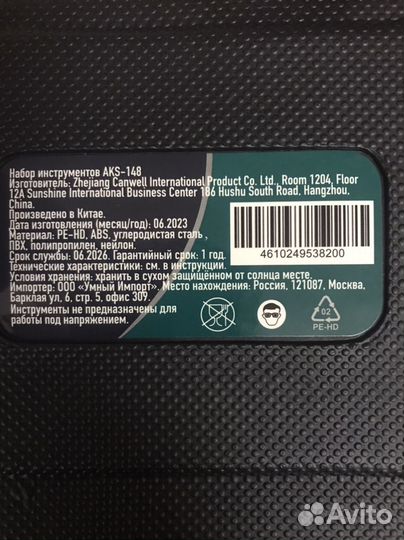 Набор инструментов AKS-148
Изготовитель: Zhejiang Canwell International Product Co. Ltd., Room 1204, Floor
12A Sunshine International Business Center 186 Hushu South Road, Hangzhou,
China.
Произведено в Китае.
Дата изготовления (месяц/год): 06.2023
Материал: PE-HD, ABS, углеродистая сталь ,
ПВХ, полипропилен, нейлон.
Срок службы: 06.2026. Гарантийный срок: 1 год.
Технические характеристики: см. в инструкции.
Условия хранения: хранить в сухом защищённом от солнца месте.
Импортер: ООО «Умный Импорт». Место нахождения: Россия, 121087, Москва,
Барклая ул, 6, стр. 5, офис 309.
Инструменты не предназначены для
работы под напряжением.
4610249538200
02
PE-HD
Avito